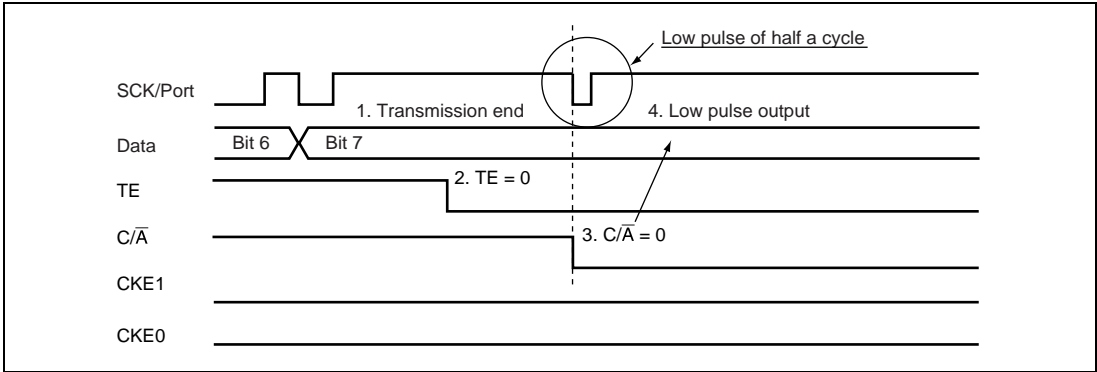 Low pulse of half a cycle
SCK/Port
1. Transmission end
4. Low pulse output
Data
Bit 6
Bit 7
TE
2. TE = 0
C/A̅
3. C/A̅ = 0
CKE1
CKE0